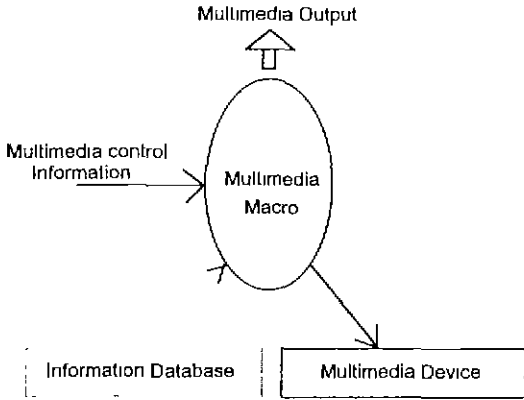 Multimedia Output
Multimedia control
Information
Multimedia
Macro
Information Database
Multimedia Device